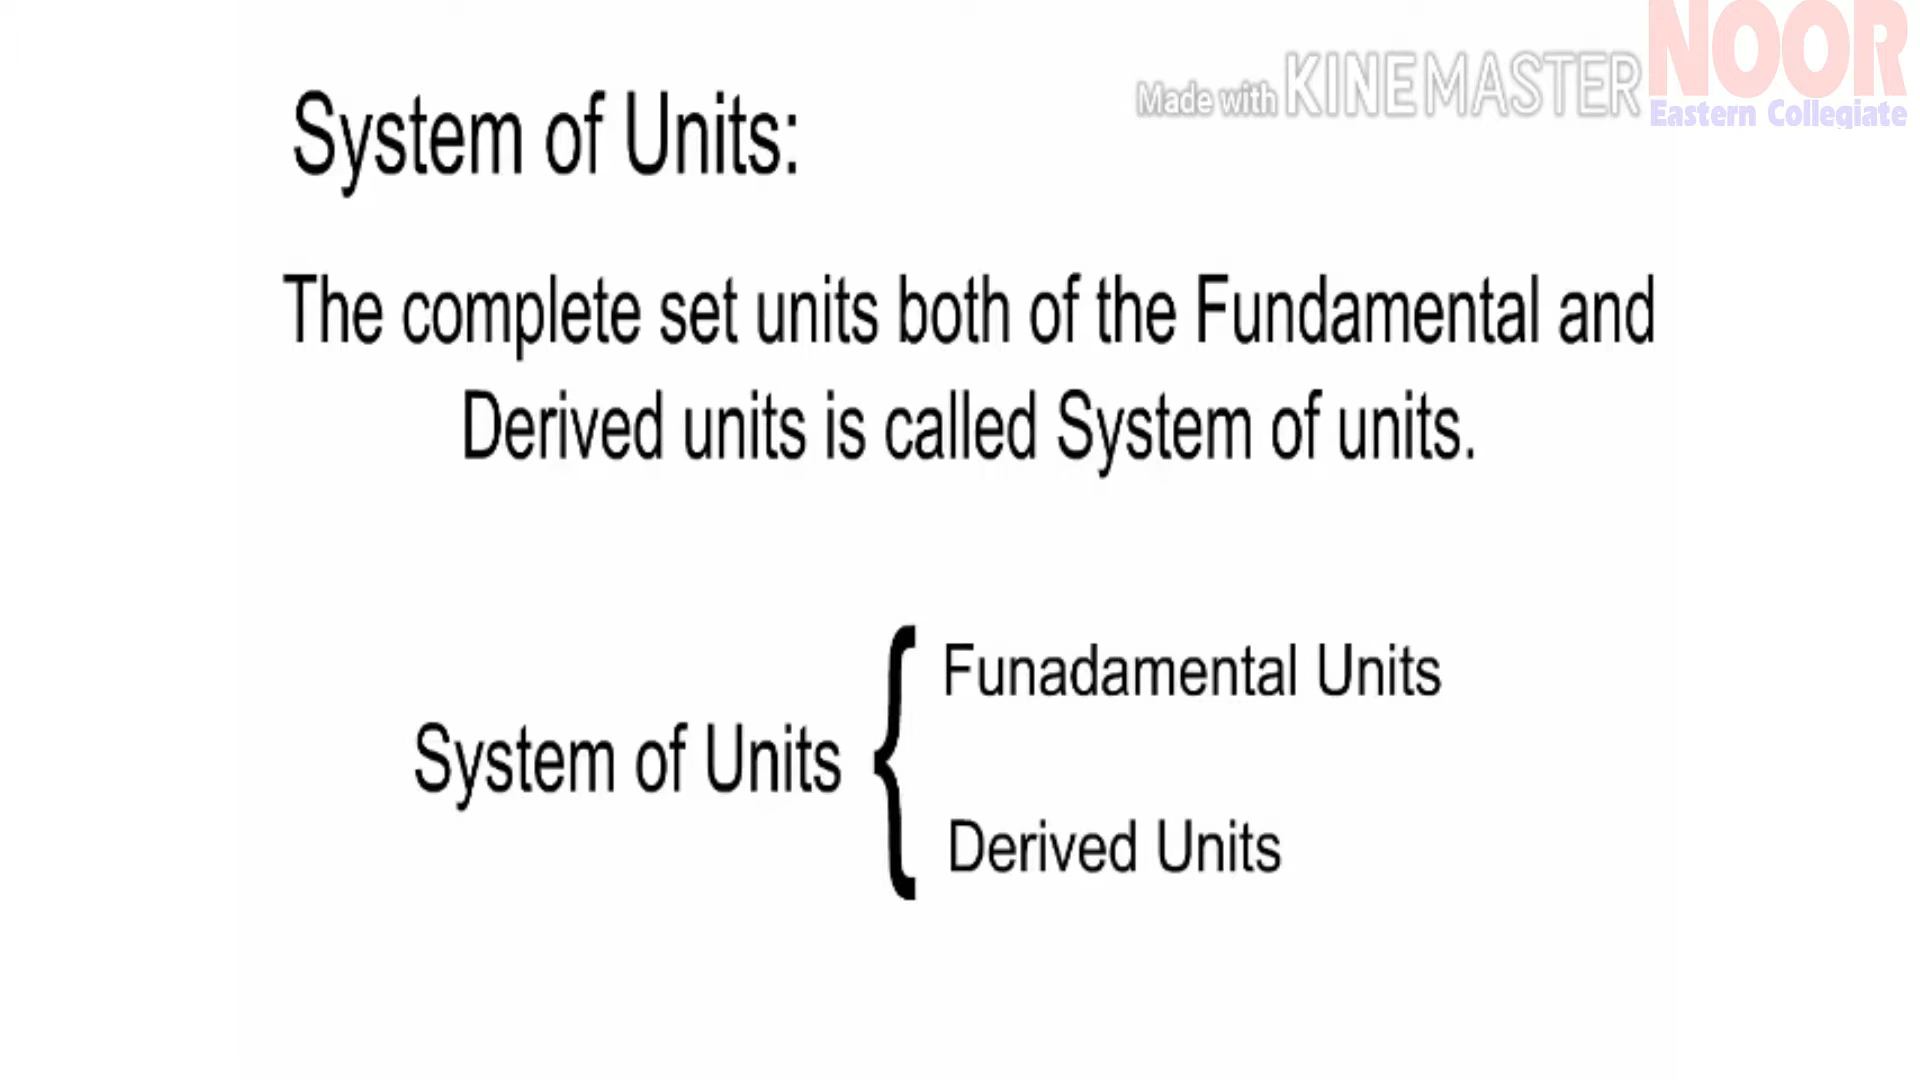 NOOR
Made with KINEMASTER
Eastern Collegiate
System of Units:
The complete set units both of the Fundamental and
Derived units is called System of units.
Funadamental Units
System of Units {
Derived Units